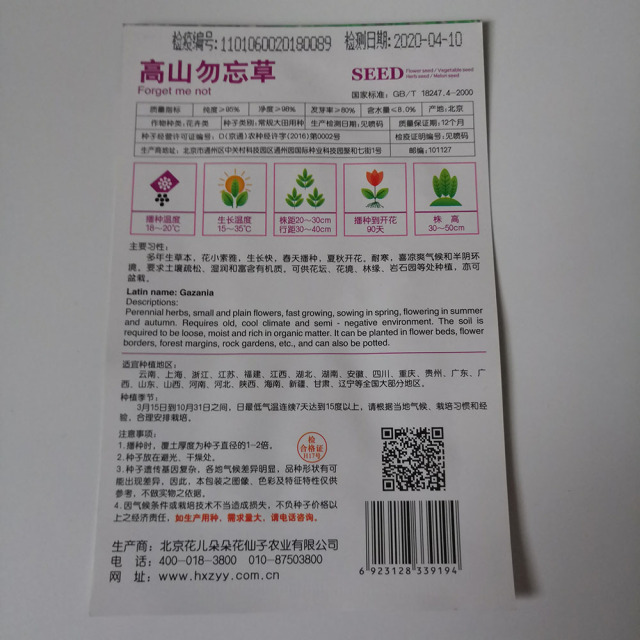 检疫编号:1101060020180089 检测日期:2020-04-10
高山勿忘草
Forget me not
SEED Flower seed / Vegetable seed
Herb seed / Melon seed
国家标准: GB/T 18247.4-2000
质量指标 纯度≥95% 净度≥98% 发芽率≥80% 含水量≤8.0% 产地:北京
作物种类:花卉类 种子类别:常规大田用种 生产检测日期:见喷码 质量保证期:12个月
种子经营许可证编号: D(京通)农种经许字(2016)第0002号 检疫证明编号:见喷码
生产商地址: 北京市通州区中关村科技园区通州园国际种业科技园聚和七街1号 邮编:101127
播种温度
18~20℃
生长温度
15~35℃
株距20~30cm
行距30~40cm
播种到开花
90天
株 高
30~50cm
主要习性:
多年生草本,花小素雅,生长快,春天播种,夏秋开花,耐寒,喜凉爽气候和半阴环
境,要求土壤疏松、湿润和富含有机质,可供花坛、花境、林缘、岩石园等处种植,亦可
盆栽。
Latin name: Gazania
Descriptions:
Perennial herbs, small and plain flowers, fast growing, sowing in spring, flowering in summer
and autumn. Requires old, cool climate and semi - negative environment. The soil is
required to be loose, moist and rich in organic matter. It can be planted in flower beds, flower
borders, forest margins, rock gardens, etc., and can also be potted.
适宜种植地区:
云南、上海、浙江、江苏、福建、江西、湖北、湖南、安徽、四川、重庆、贵州、广东、广
西、山东、山西、河南、河北、陕西、海南、新疆、甘肃、辽宁等全国大部分地区。
种植季节:
3月15日到10月31日之间,日最低气温连续7天达到15度以上,请根据当地气候、栽培习惯和经
验,合理安排栽培。
注意事项:
1.播种时,覆土厚度为种子直径的1-2倍。
2.种子放在避光、干燥处。
3.种子遗传基因复杂,各地气候差异明显,品种形状有可
能出现差异,因此,本包装之图像、色彩及特征特性仅供
参考,不做实物之依据。
4.因气候条件或栽培技术不当造成损失,不负种子价格以
上之经济责任,如生产用种,需求量大,请电话咨询。
检
合格证
H17号
生产商: 北京花儿朵朵花仙子农业有限公司
电 话: 400-018-3800 010-87503800
网 址: www.hxzyy.com.cn
6 923128 339194